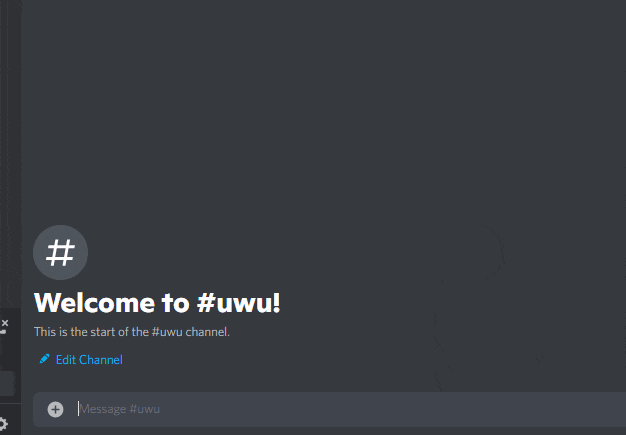 #
Welcome to #uwu!
This is the start of the #uwu channel.
Edit Channel
Message #uwu